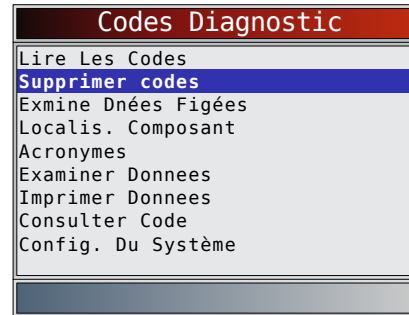 Codes Diagnostic
Lire Les Codes
Supprimer codes
Exmine Dnées Figées
Localis. Composant
Acronymes
Examiner Donnees
Imprimer Donnees
Consulter Code
Config. Du Système